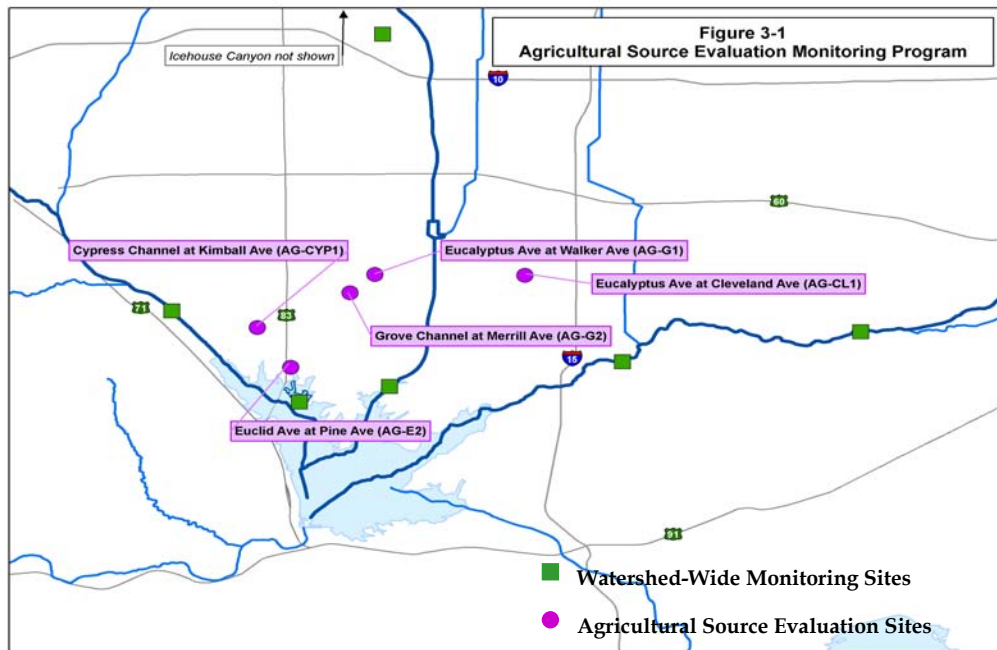 Figure 3-1
Agricultural Source Evaluation Monitoring Program
Icehouse Canyon not shown
10
60
Cypress Channel at Kimball Ave (AG-CYP1)
Eucalyptus Ave at Walker Ave (AG-G1)
Eucalyptus Ave at Cleveland Ave (AG-CL1)
71
83
Grove Channel at Merrill Ave (AG-G2)
15
Euclid Ave at Pine Ave (AG-E2)
91
Watershed-Wide Monitoring Sites
Agricultural Source Evaluation Sites